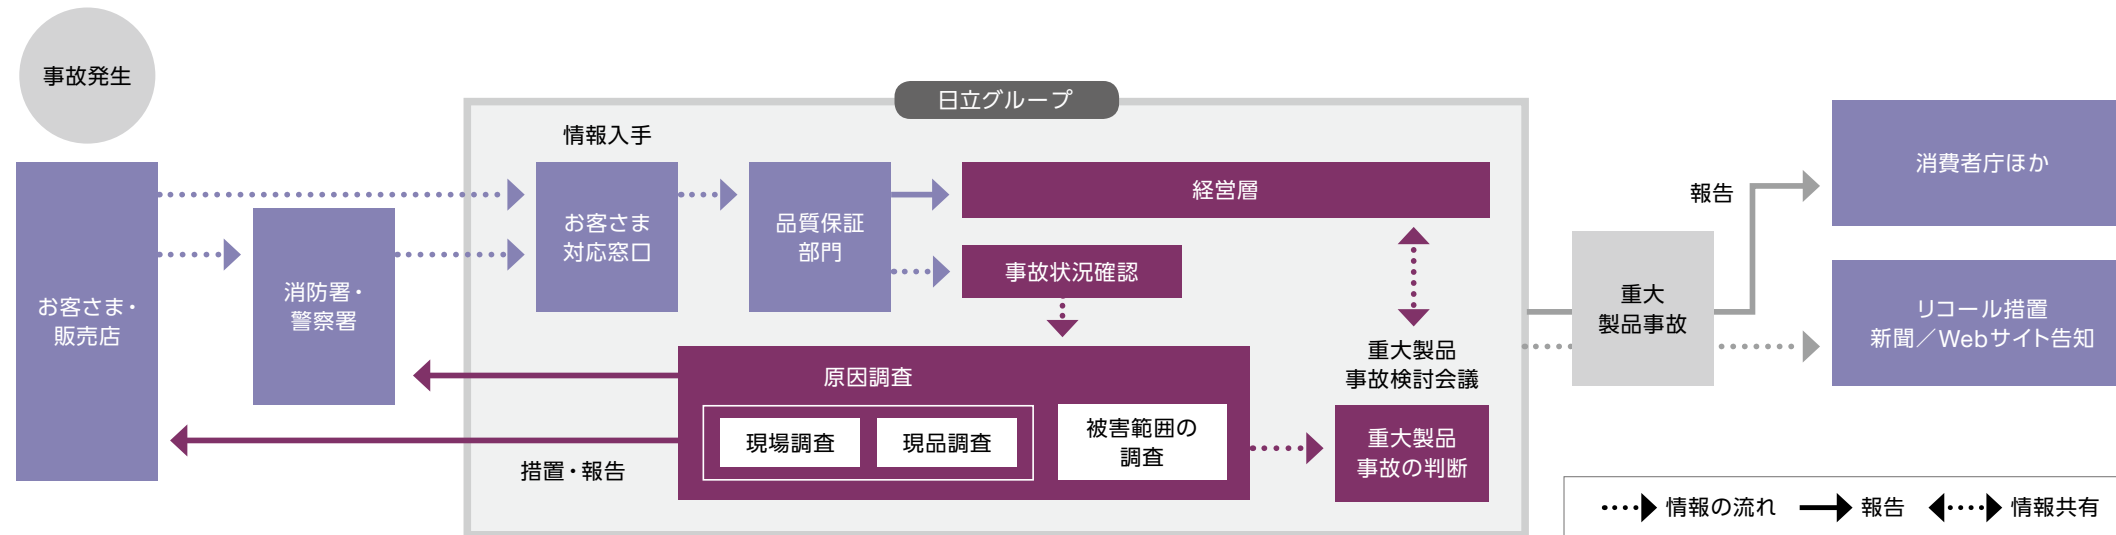 事故発生
日立グループ
情報入手
お客さま・
販売店
消防署・
警察署
お客さま
対応窓口
品質保証
部門
経営層
事故状況確認
原因調査
現場調査
現品調査
被害範囲の
調査
措置・報告
重大製品
事故検討会議
重大製品
事故の判断
重大
製品事故
報告
消費者庁ほか
リコール措置
新聞／Webサイト告知
情報の流れ
報告
情報共有